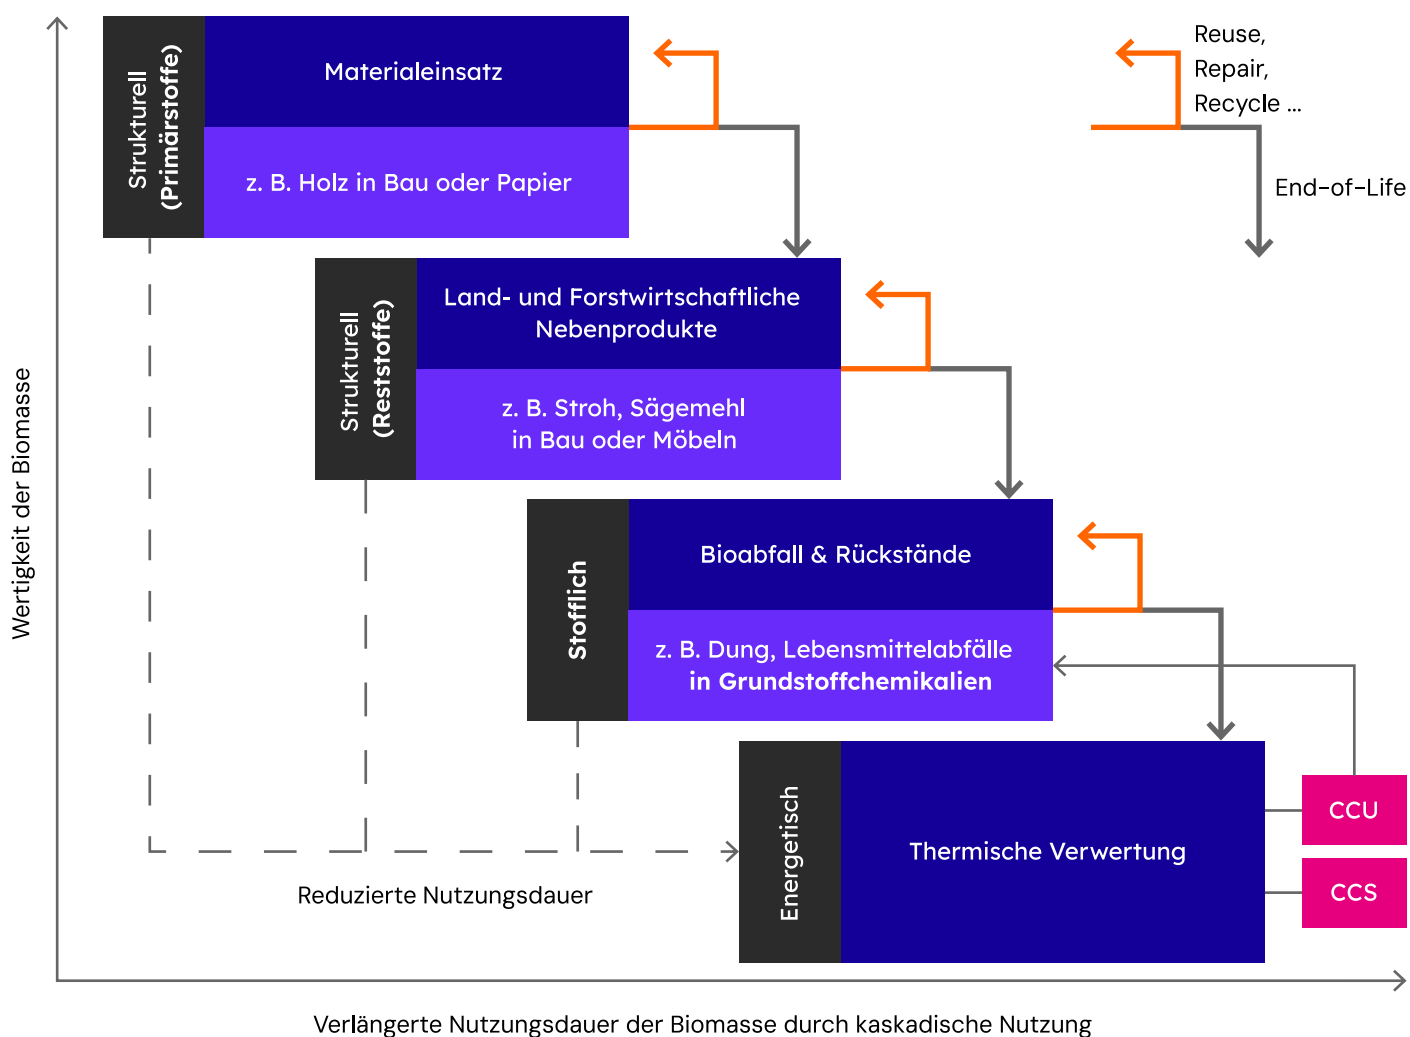 Reuse,
Repair,
Recycle ...
End-of-Life
Wertigkeit der Biomasse
Strukturell
(Primärstoffe)
Materialeinsatz
z. B. Holz in Bau oder Papier
Strukturell
(Reststoffe)
Land- und Forstwirtschaftliche
Nebenprodukte
z. B. Stroh, Sägemehl
in Bau oder Möbeln
Stofflich
Bioabfall & Rückstände
z. B. Dung, Lebensmittelabfälle
in Grundstoffchemikalien
Energetisch
Thermische Verwertung
CCU
CCS
Reduzierte Nutzungsdauer
Verlängerte Nutzungsdauer der Biomasse durch kaskadische Nutzung